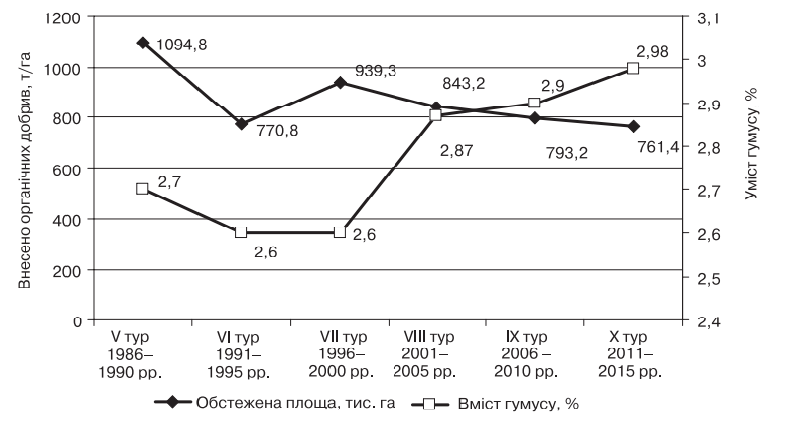 1200
1000
800
600
400
200
0
Внесено органічних добрив, т/га
3,1
3
2,9
2,8
2,7
2,6
2,5
2,4
Уміст гумусу %
1094,8
770,8
939,3
843,2
793,2
761,4
2,7
2,6
2,6
2,87
2,9
2,98
V тур
1986–
1990 рр.
VI тур
1991–
1995 рр.
VII тур
1996–
2000 рр.
VIII тур
2001–
2005 рр.
IX тур
2006–
2010 рр.
X тур
2011–
2015 рр.
Обстежена площа, тис. га
Вміст гумусу, %